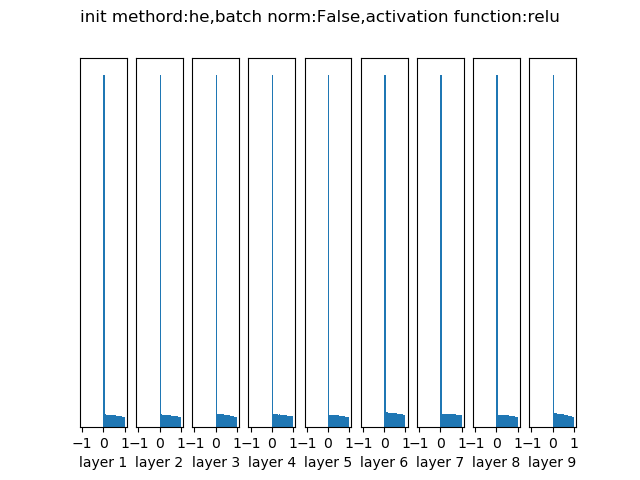 init methord:he,batch norm:False,activation function:relu
−1 0 1 −1 0 1 −1 0 1 −1 0 1 −1 0 1 −1 0 1 −1 0 1 −1 0 1 −1 0 1
layer 1 layer 2 layer 3 layer 4 layer 5 layer 6 layer 7 layer 8 layer 9